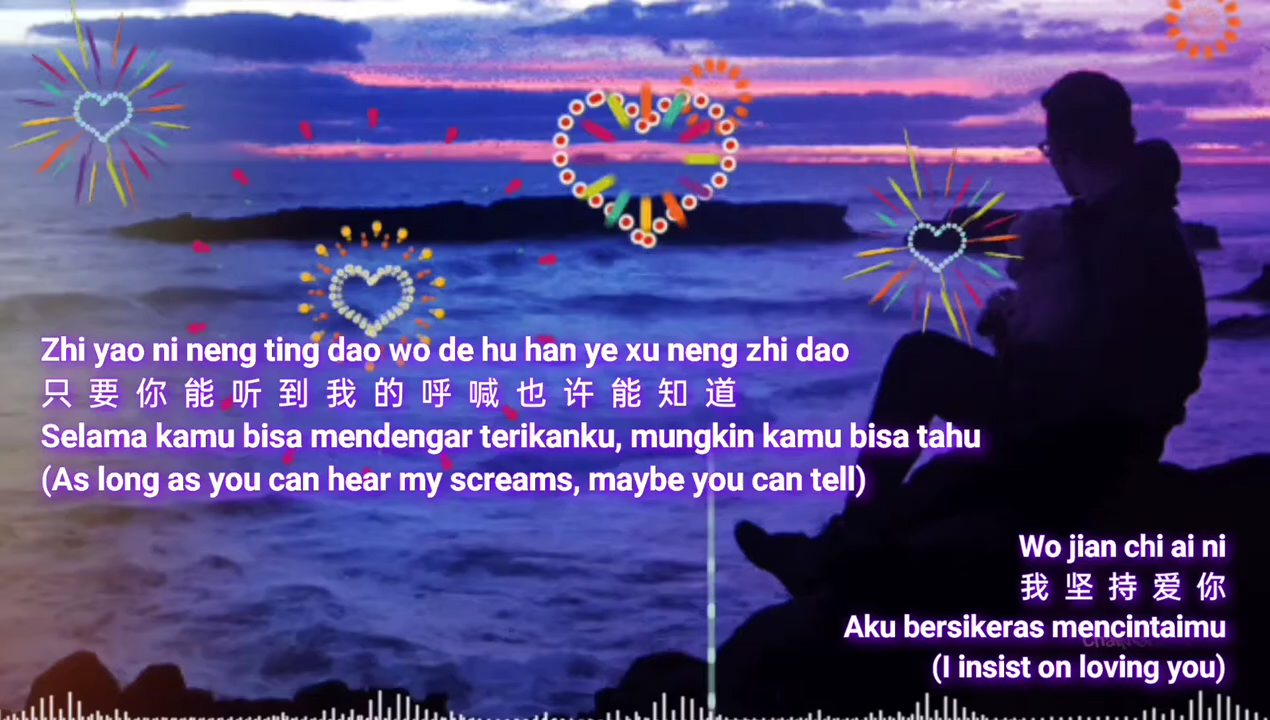 Zhi yao ni neng ting dao wo de hu han ye xu neng zhi dao
只 要 你 能 听 到 我 的 呼 喊 也 许 能 知 道
Selama kamu bisa mendengar terikanku, mungkin kamu bisa tahu
(As long as you can hear my screams, maybe you can tell)
Wo jian chi ai ni
我 坚 持 爱 你
Aku bersikeras mencintaimu
(I insist on loving you)